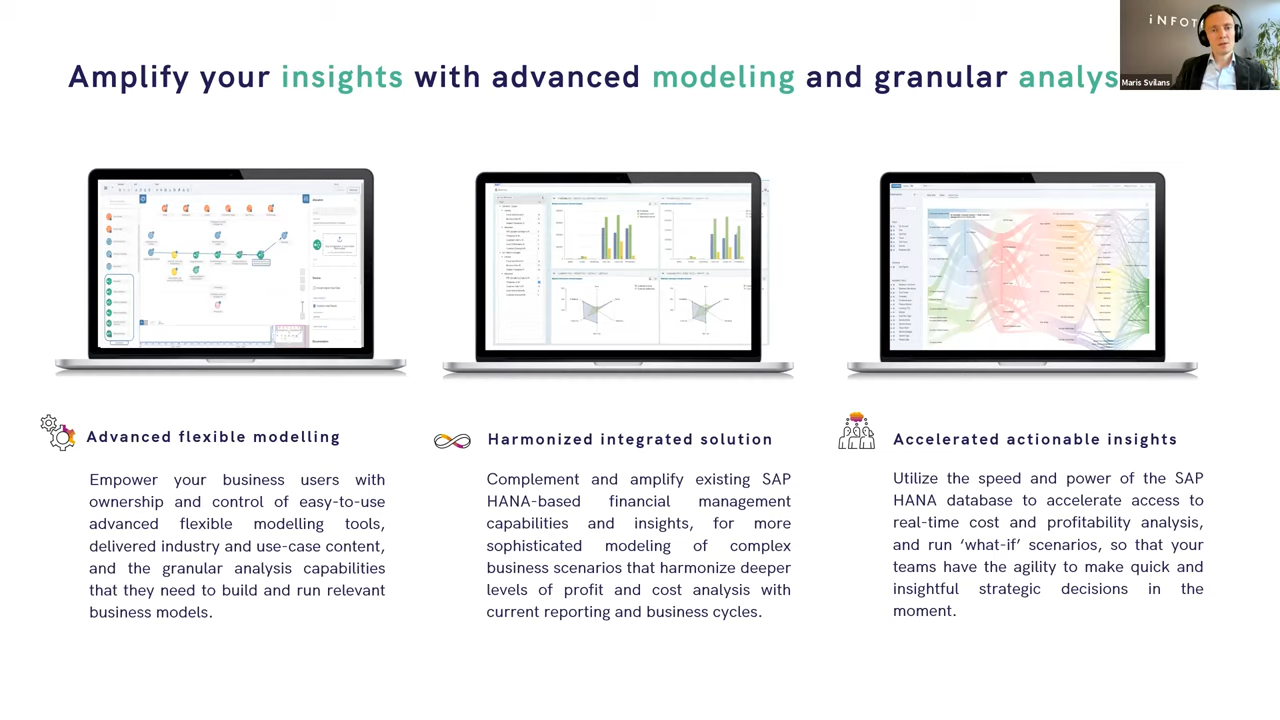 iNFOT
Maris Svilans
Amplify your insights with advanced modeling and granular analys
Advanced flexible modelling
Empower your business users with
ownership and control of easy-to-use
advanced flexible modelling tools,
delivered industry and use-case content,
and the granular analysis capabilities
that they need to build and run relevant
business models.
Harmonized integrated solution
Complement and amplify existing SAP
HANA-based financial management
capabilities and insights, for more
sophisticated modeling of complex
business scenarios that harmonize deeper
levels of profit and cost analysis with
current reporting and business cycles.
Accelerated actionable insights
Utilize the speed and power of the SAP
HANA database to accelerate access to
real-time cost and profitability analysis,
and run ‘what-if’ scenarios, so that your
teams have the agility to make quick and
insightful strategic decisions in the
moment.